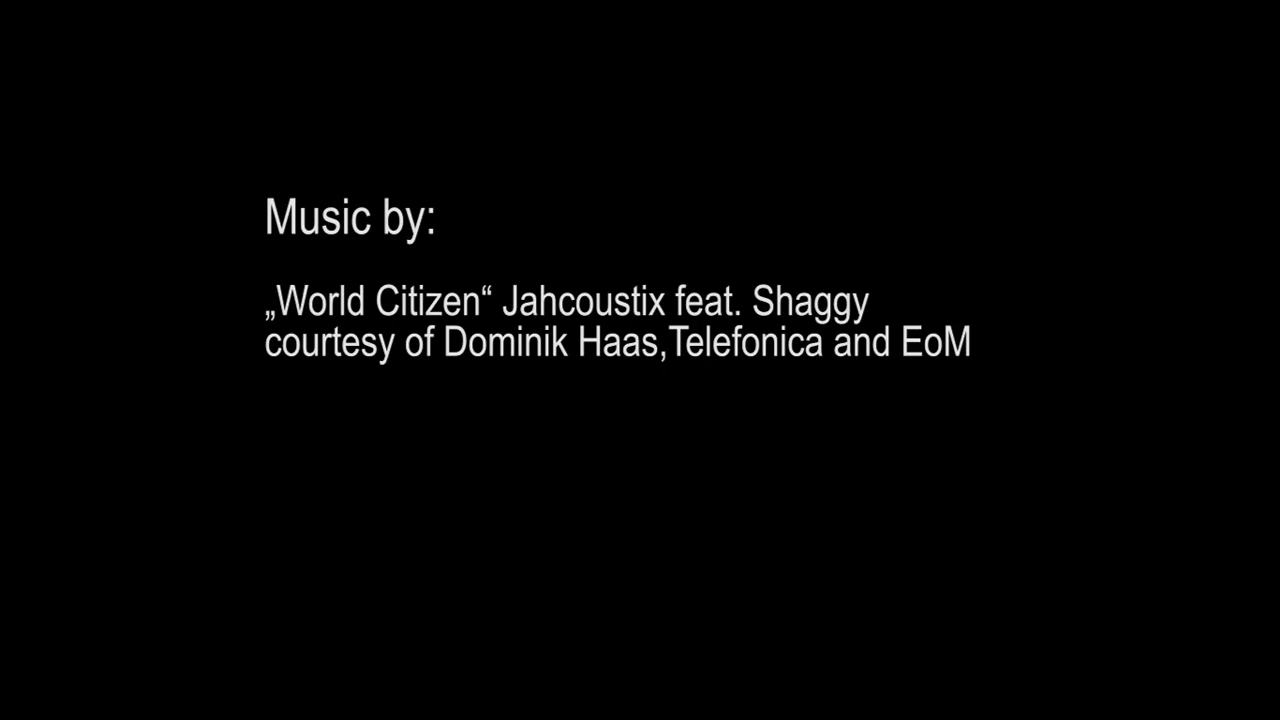 Music by:
„World Citizen“ Jahcoustix feat. Shaggy
courtesy of Dominik Haas,Telefonica and EoM